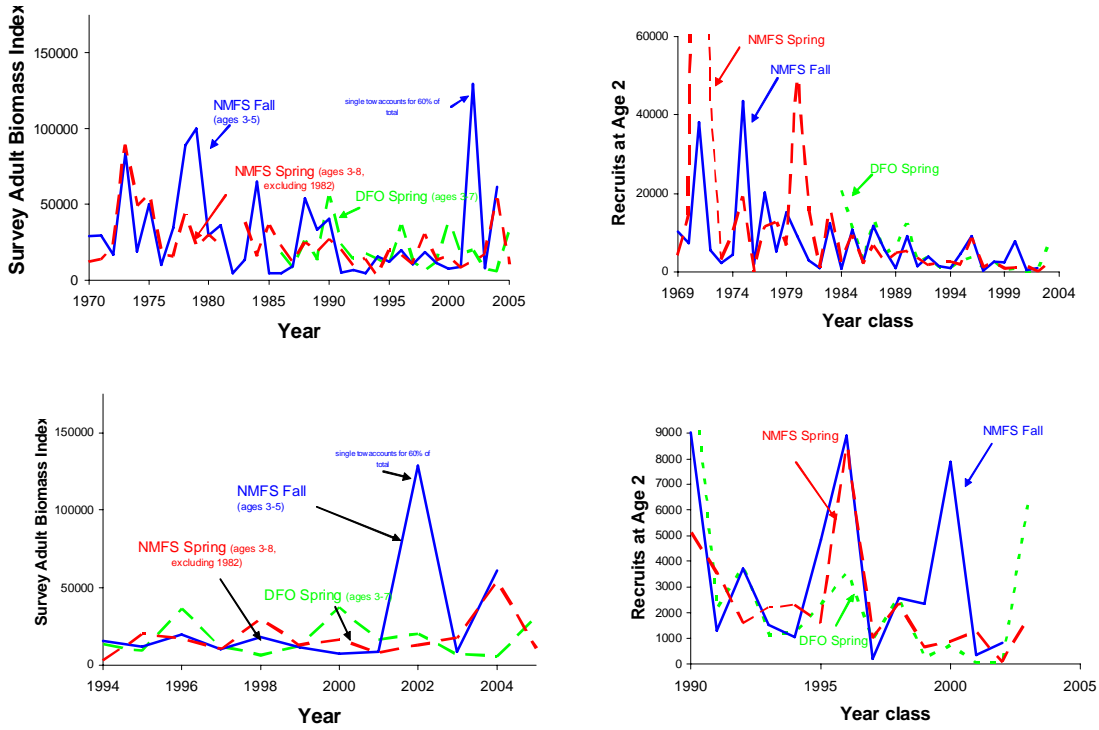 Survey Adult Biomass Index
150000
100000
50000
0
NMFS Fall
(ages 3-5)
single tow accounts for 60% of
total
NMFS Spring (ages 3-8,
excluding 1982)
DFO Spring (ages 3-7)
1970 1975 1980 1985 1990 1995 2000 2005
Year
Recruits at Age 2
60000
50000
40000
30000
20000
10000
0
NMFS Spring
NMFS Fall
DFO Spring
1969 1974 1979 1984 1989 1994 1999 2004
Year class
Survey Adult Biomass Index
150000
100000
50000
0
single tow accounts for 60% of
total
NMFS Fall
(ages 3-5)
NMFS Spring (ages 3-8,
excluding 1982)
DFO Spring (ages 3-7
1994 1996 1998 2000 2002 2004
Year
Recruits at Age 2
9000
8000
7000
6000
5000
4000
3000
2000
1000
0
NMFS Spring
NMFS Fall
DFO Spring
1990 1995 2000 2005
Year class